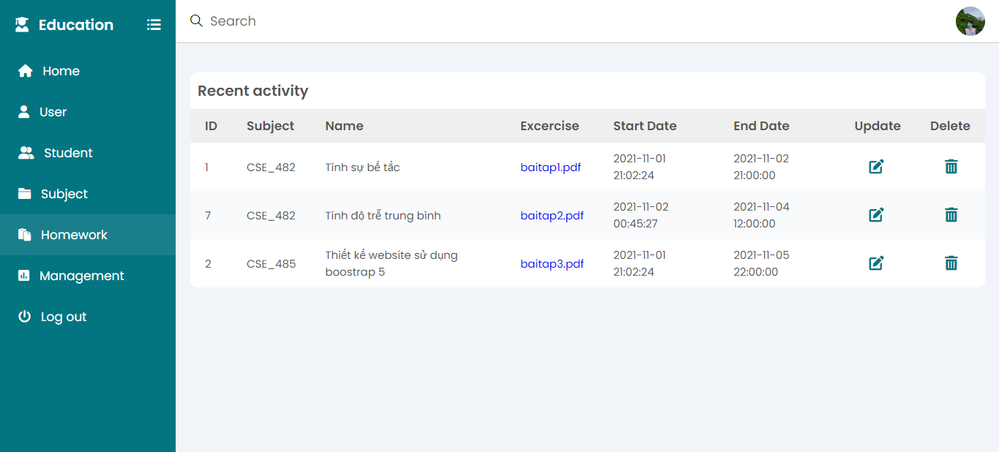 Education
Search
Home
User
Student
Subject
Homework
Management
Log out
Recent activity
ID Subject Name Excercise Start Date End Date Update Delete
1 CSE_482 Tính sự bế tắc baitap1.pdf 2021-11-01 21:02:24 2021-11-02 21:00:00
7 CSE_482 Tính độ trễ trung bình baitap2.pdf 2021-11-02 00:45:27 2021-11-04 12:00:00
2 CSE_485 Thiết kế website sử dụng boostrap 5 baitap3.pdf 2021-11-01 21:02:24 2021-11-05 22:00:00